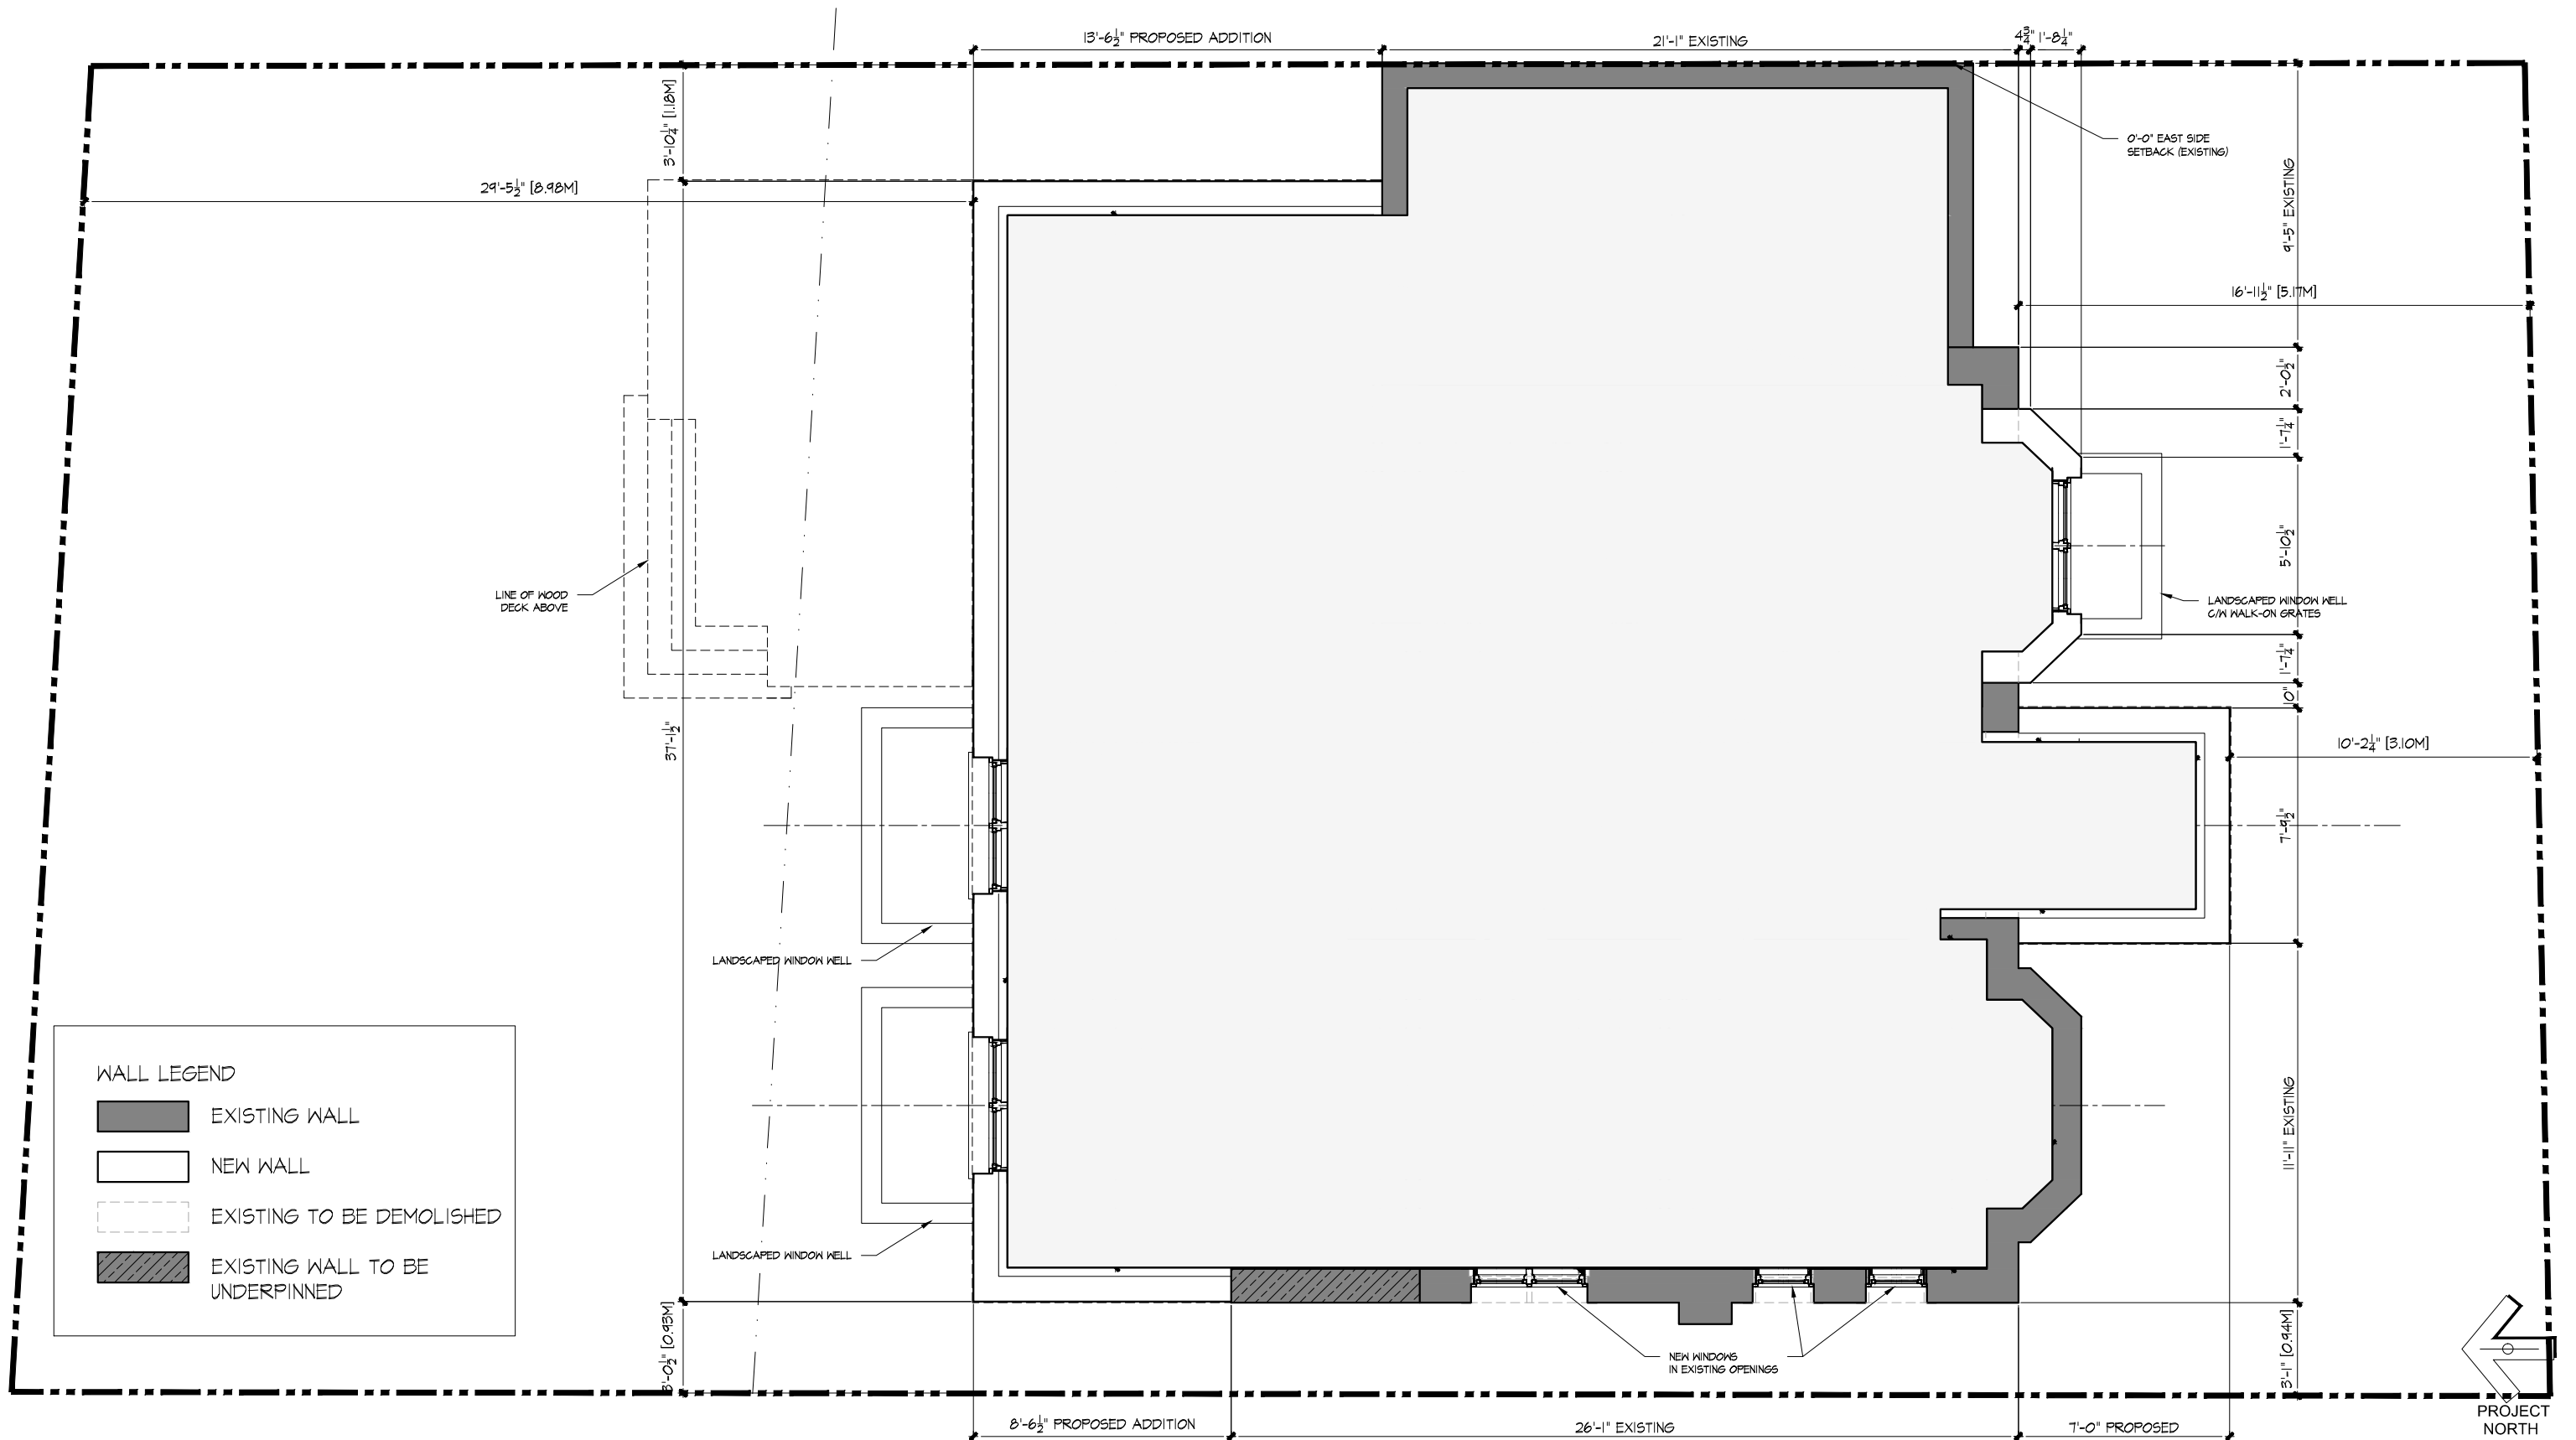 13'-6½" PROPOSED ADDITION
21'-1" EXISTING
4¾"
1'-8¼"
3'-10¼" [1.18M]
29'-5½" [8.98M]
0'-0" EAST SIDE
SETBACK (EXISTING)
9'-5" EXISTING
16'-11½" [5.17M]
2'-0½"
1'-7¼"
5'-10½"
LINE OF WOOD
DECK ABOVE
LANDSCAPED WINDOW WELL
C/W WALK-ON GRATES
1'-7¼"
10"
37'-1½"
10'-2¼" [3.10M]
7'-9½"
LANDSCAPED WINDOW WELL
11'-11" EXISTING
LANDSCAPED WINDOW WELL
WALL LEGEND
EXISTING WALL
NEW WALL
EXISTING TO BE DEMOLISHED
EXISTING WALL TO BE
UNDERPINNED
3'-0½" [0.93M]
NEW WINDOWS
IN EXISTING OPENINGS
3'-1" [0.94M]
8'-6½" PROPOSED ADDITION
26'-1" EXISTING
7'-0" PROPOSED
PROJECT
NORTH